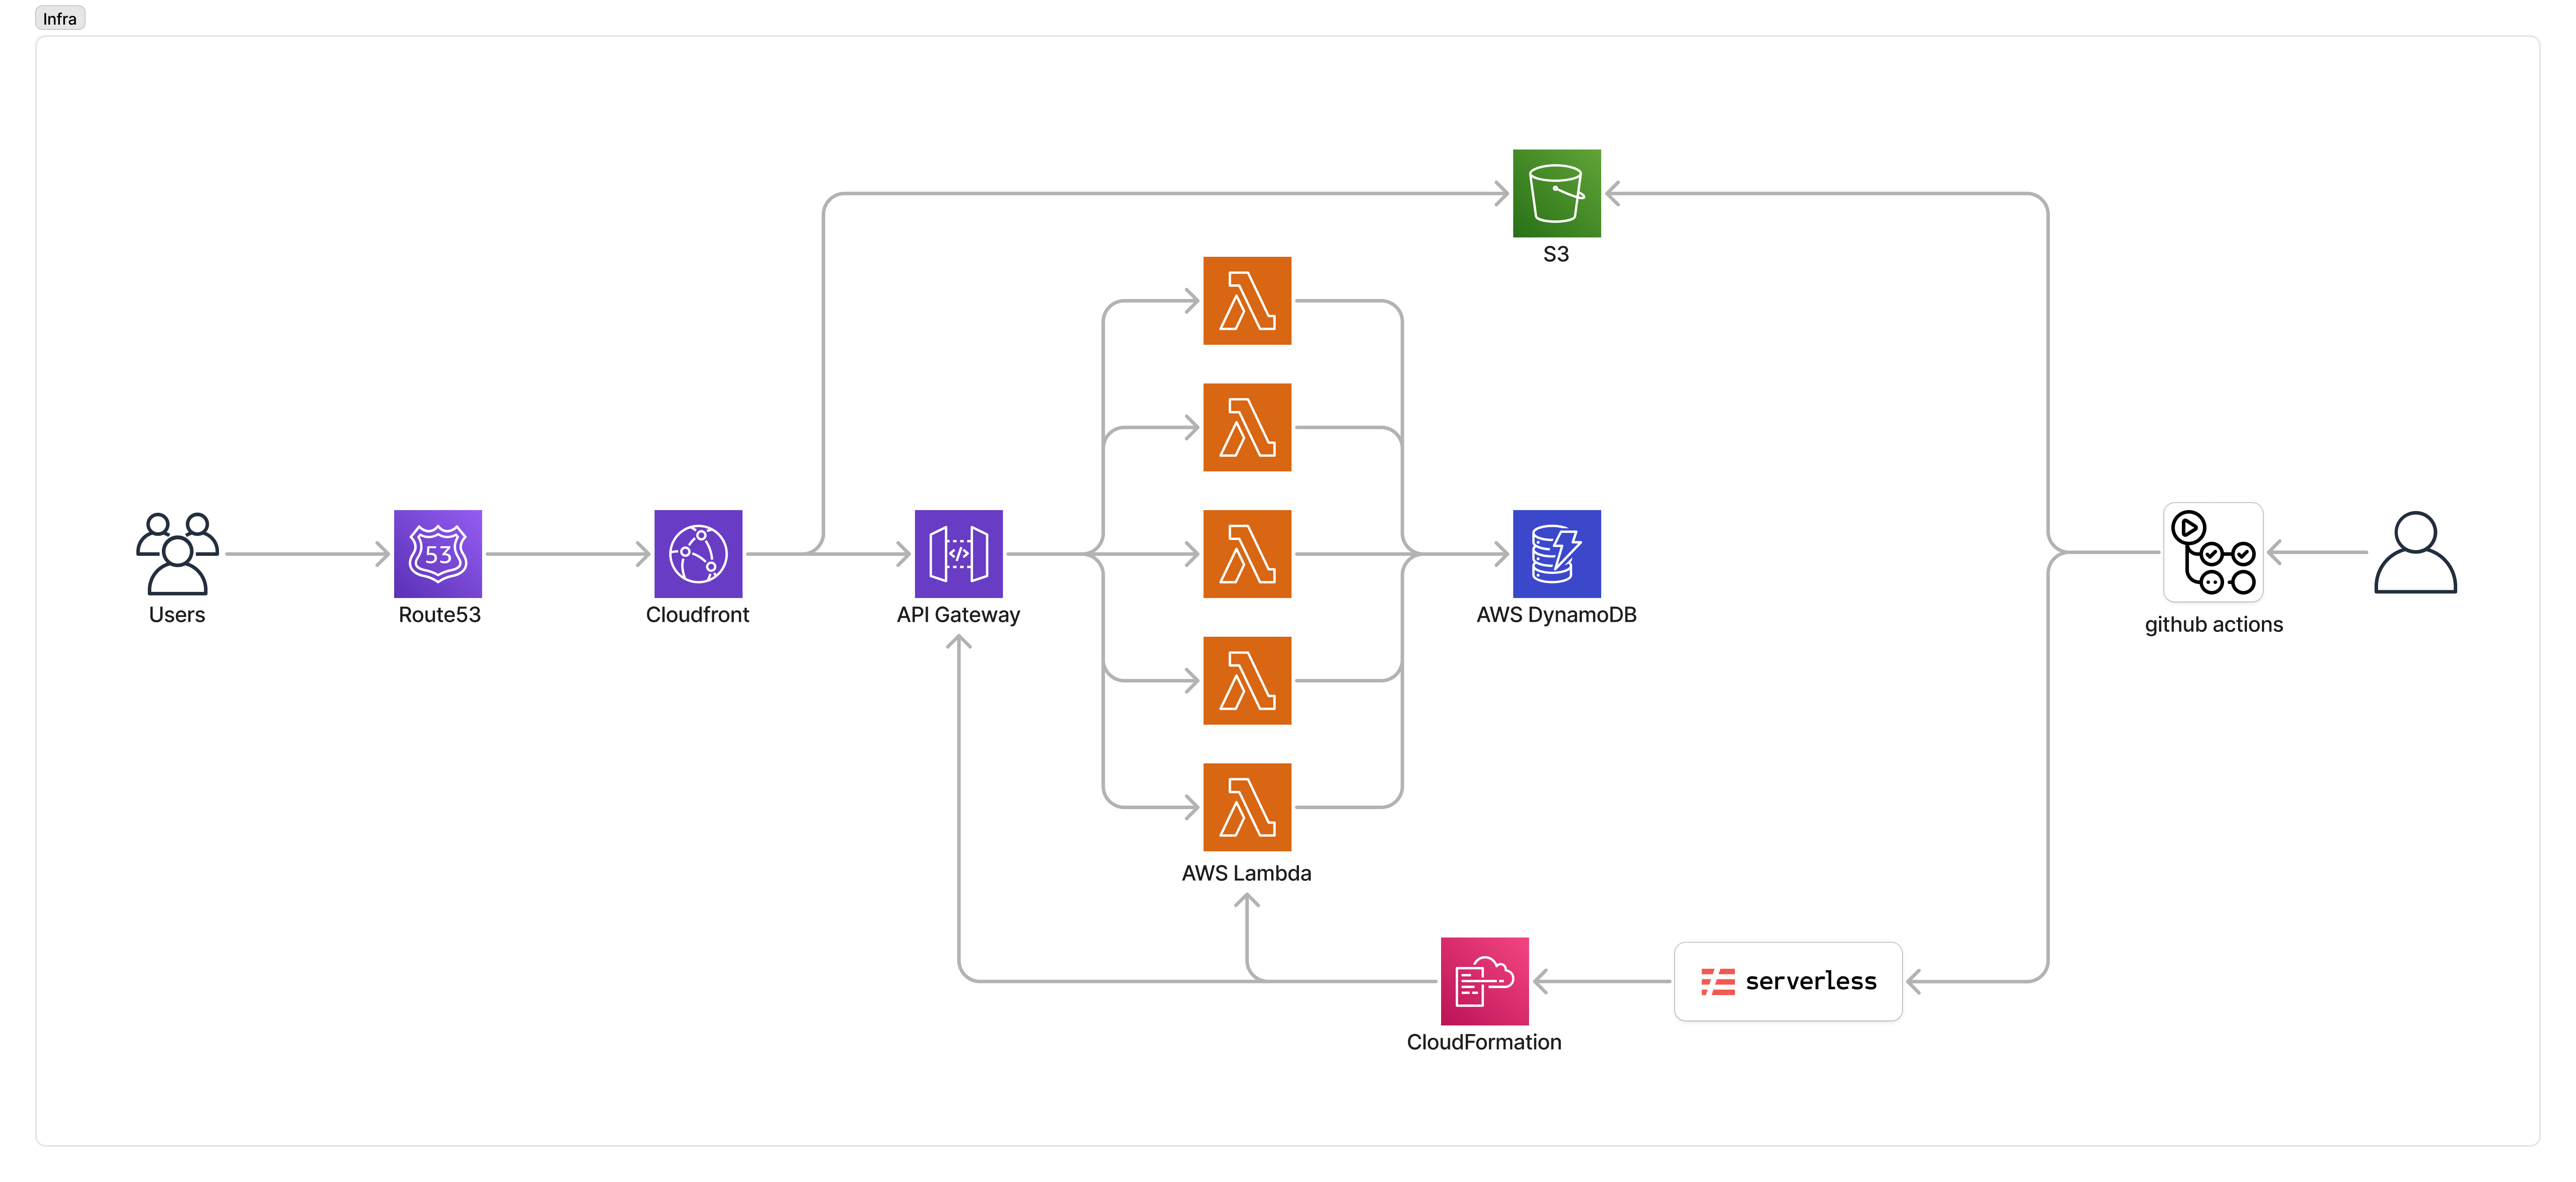 Infra
S3
53
</>
Users
Route53
Cloudfront
API Gateway
AWS DynamoDB
github actions
AWS Lambda
serverless
CloudFormation